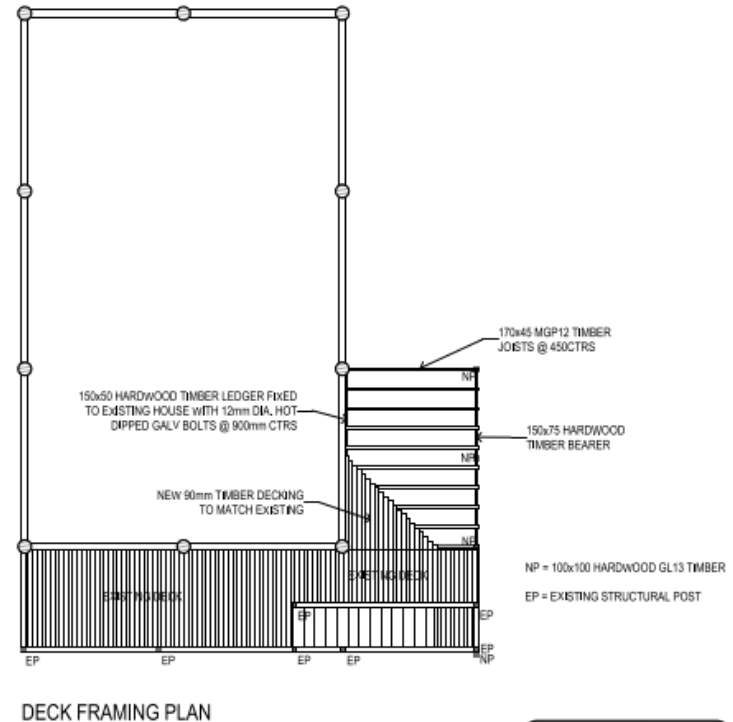 170x45 MGP12 TIMBER
JOISTS @ 450CTRS
NP
150x50 HARDWOOD TIMBER LEDGER FIXED
TO EXISTING HOUSE WITH 12mm DIA. HOT
DIPPED GALV BOLTS @ 900mm CTRS
150x75 HARDWOOD
TIMBER BEARER
NP
NEW 90mm TIMBER DECKING
TO MATCH EXISTING
NP
NP = 100x100 HARDWOOD GL13 TIMBER
EXISTING DECK
EXISTING DECK
EP = EXISTING STRUCTURAL POST
EP
EP
EP
EP
EP
EP
EP
NP
DECK FRAMING PLAN